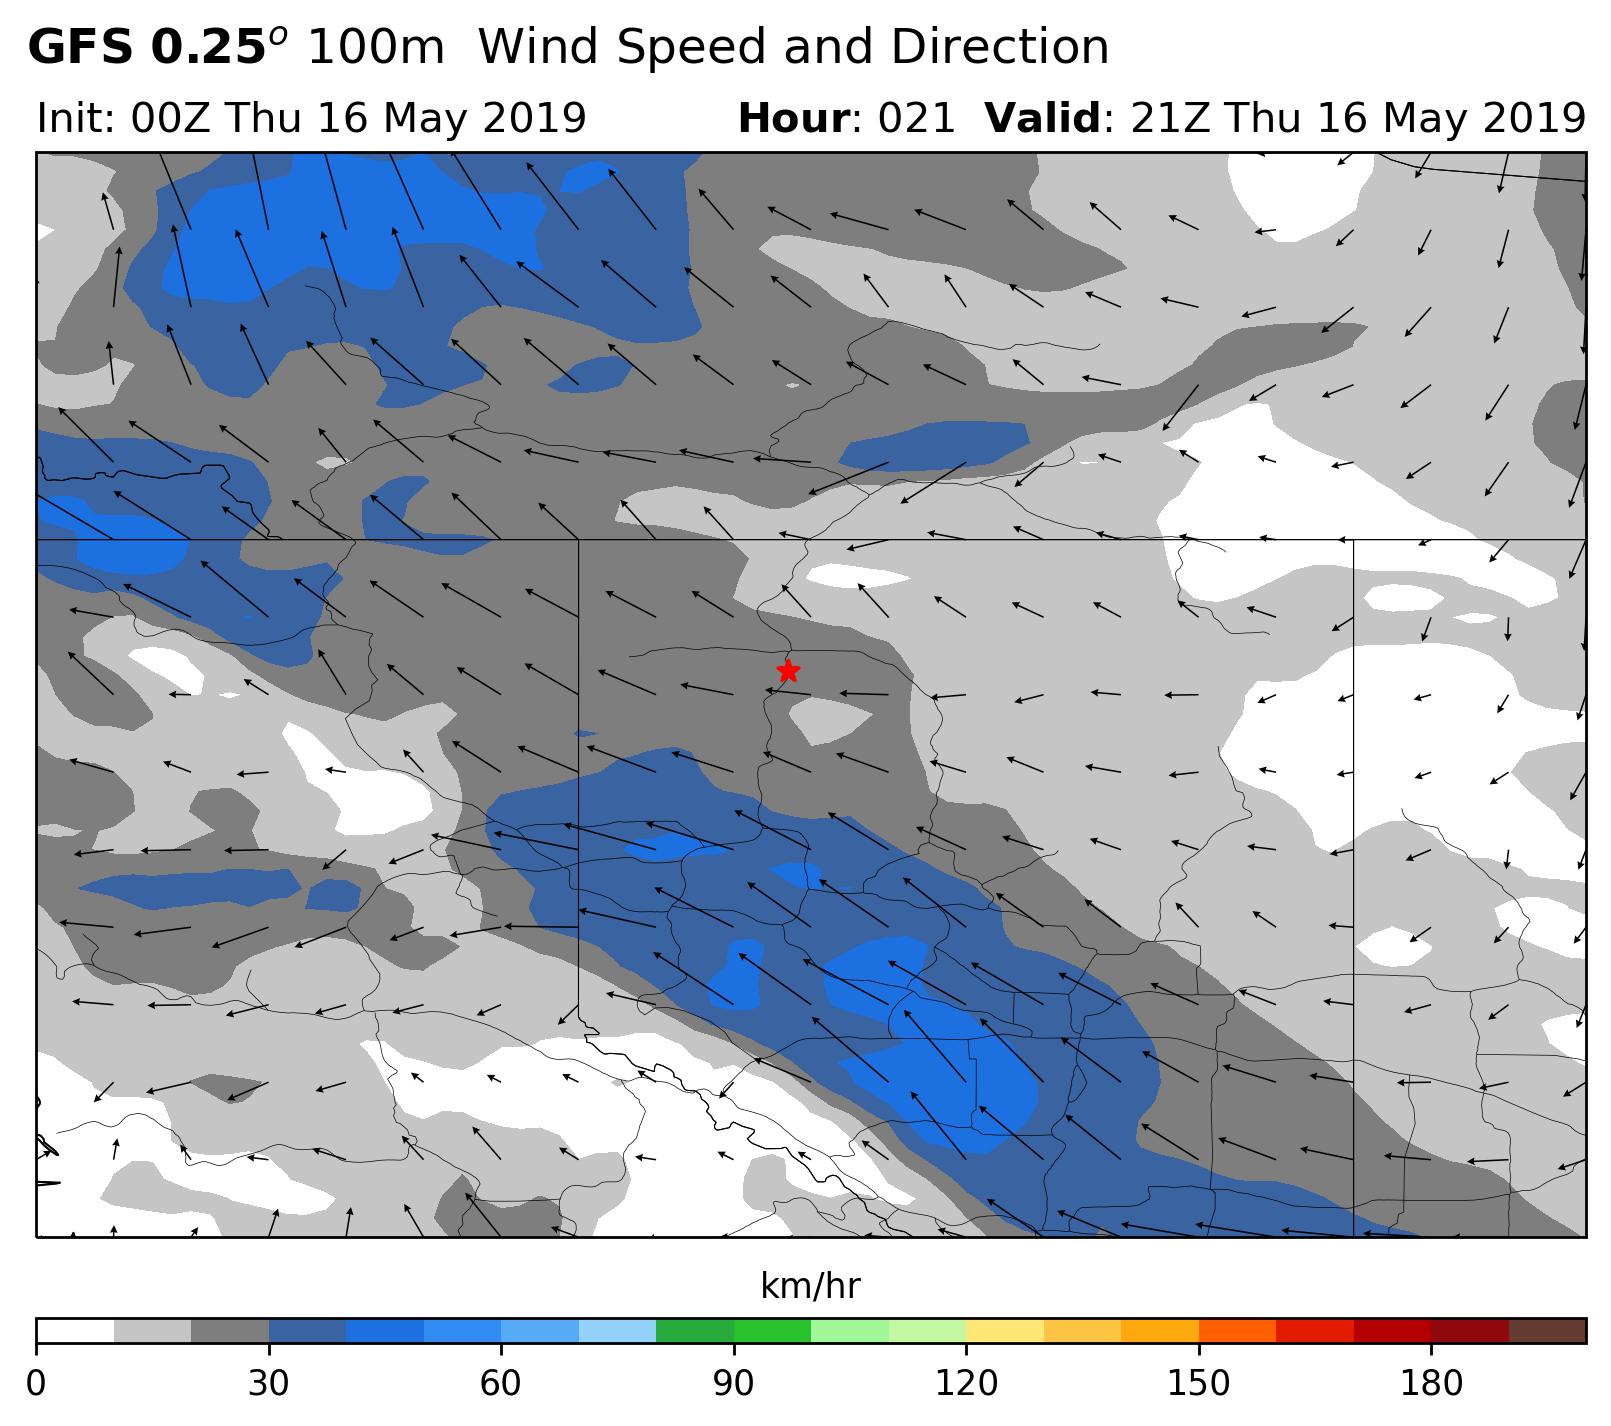 GFS 0.25° 100m Wind Speed and Direction
Init: 00Z Thu 16 May 2019 Hour: 021 Valid: 21Z Thu 16 May 2019
km/hr
0 30 60 90 120 150 180